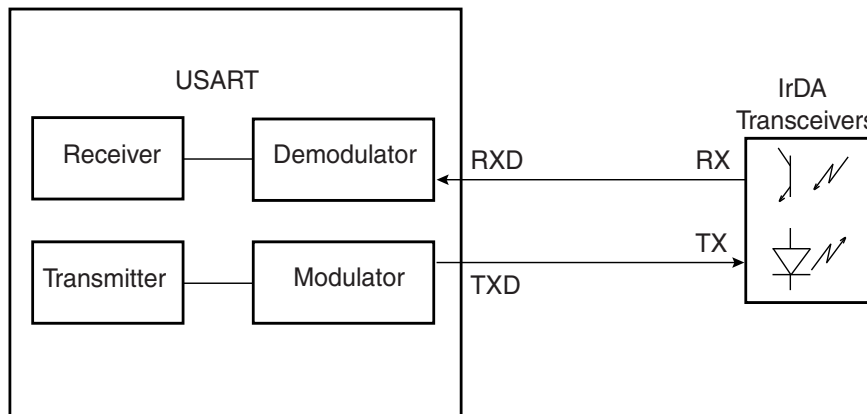 USART
IrDA
Transceivers
Receiver
Demodulator
RXD
RX
Transmitter
Modulator
TX
TXD